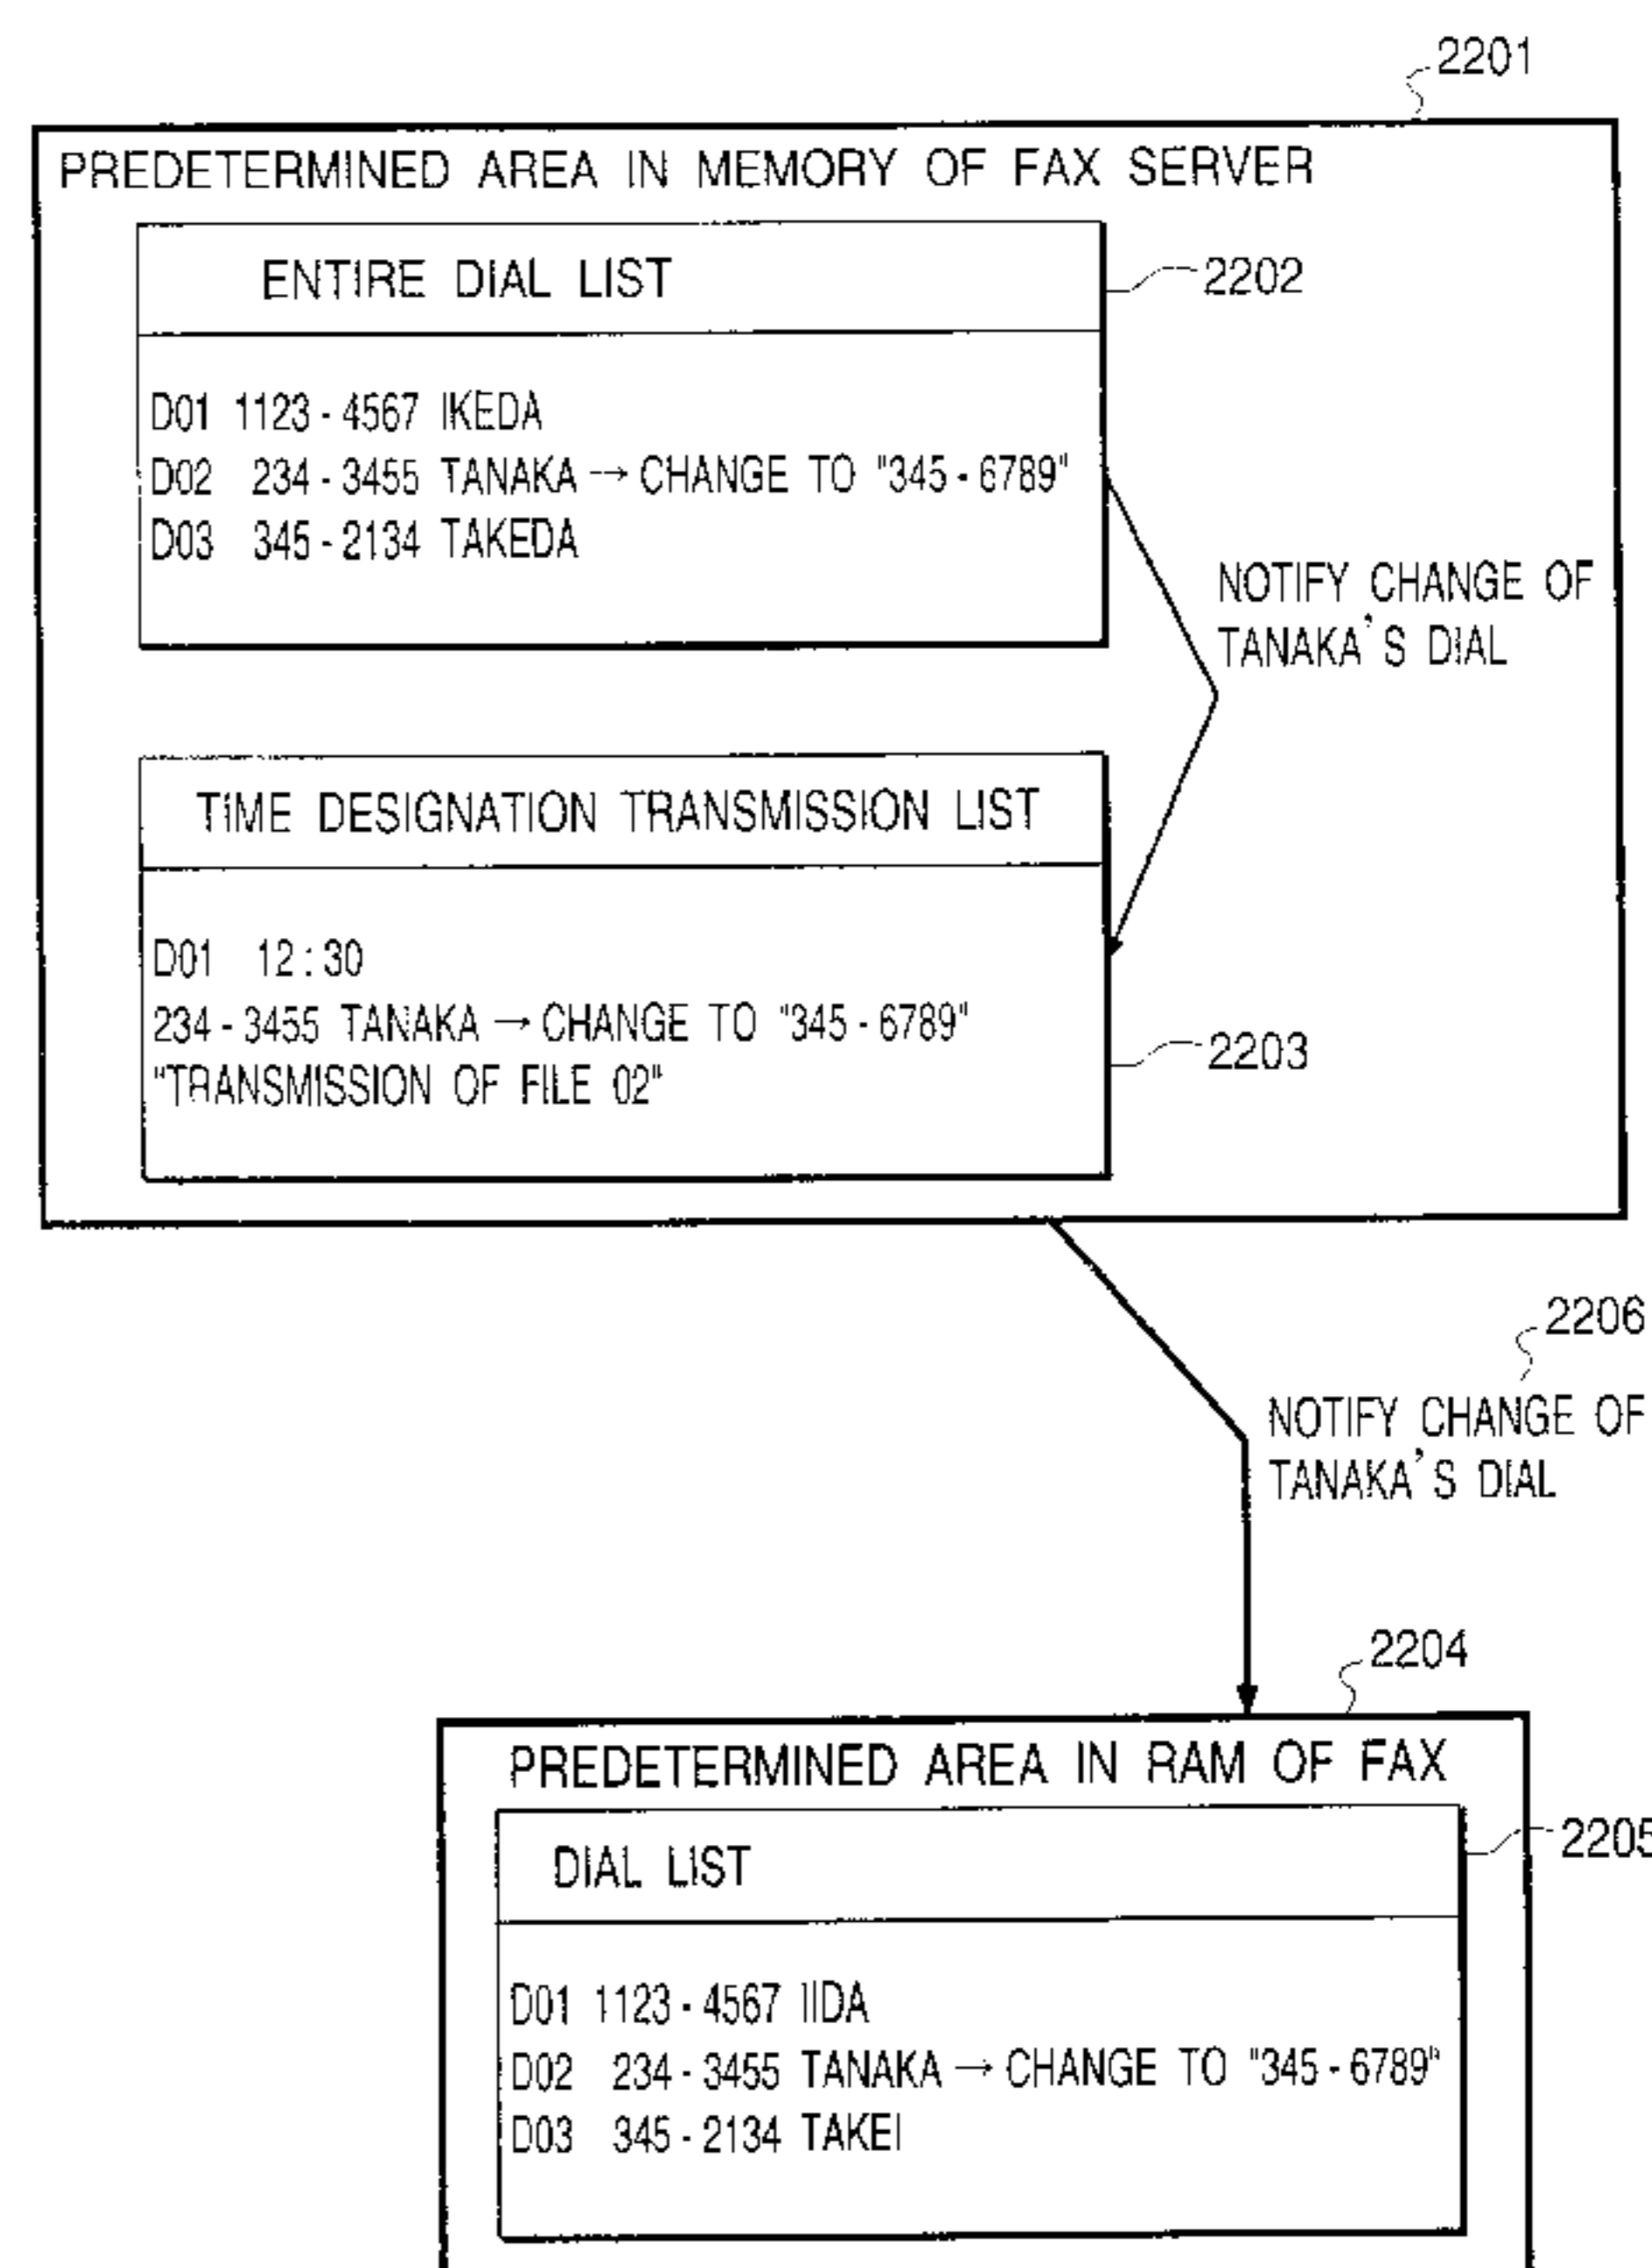 2201
PREDETERMINED AREA IN MEMORY OF FAX SERVER
ENTIRE DIAL LIST
2202
D01 1123 - 4567 IKEDA
D02 234 - 3455 TANAKA → CHANGE TO "345 - 6789"
D03 345 - 2134 TAKEDA
NOTIFY CHANGE OF
TANAKA'S DIAL
TIME DESIGNATION TRANSMISSION LIST
D01 12 : 30
234 - 3455 TANAKA → CHANGE TO "345 - 6789"
"TRANSMISSION OF FILE 02"
2203
2206
NOTIFY CHANGE OF
TANAKA'S DIAL
2204
PREDETERMINED AREA IN RAM OF FAX
DIAL LIST
2205
D01 1123 - 4567 IIDA
D02 234 - 3455 TANAKA → CHANGE TO "345 - 6789"
D03 345 - 2134 TAKEI